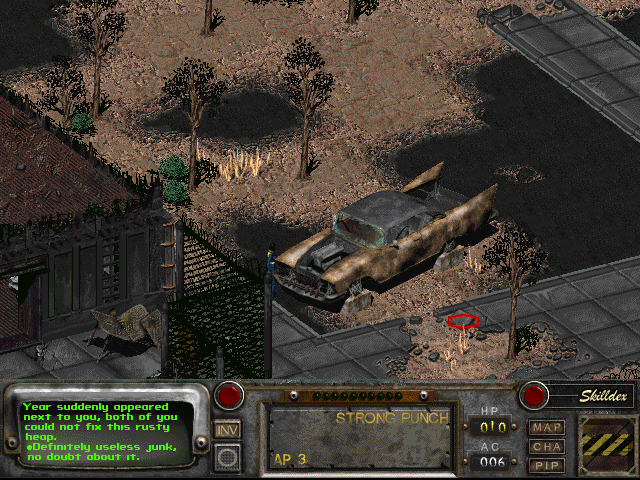 Year suddenly appeared
next to you, both of you
could not fix this rusty
heap.
•Definitely useless junk,
no doubt about it.
INV
STRONG PUNCH
AP 3
HP
010
AC
006
Skilldex
MAP
CHA
PIP